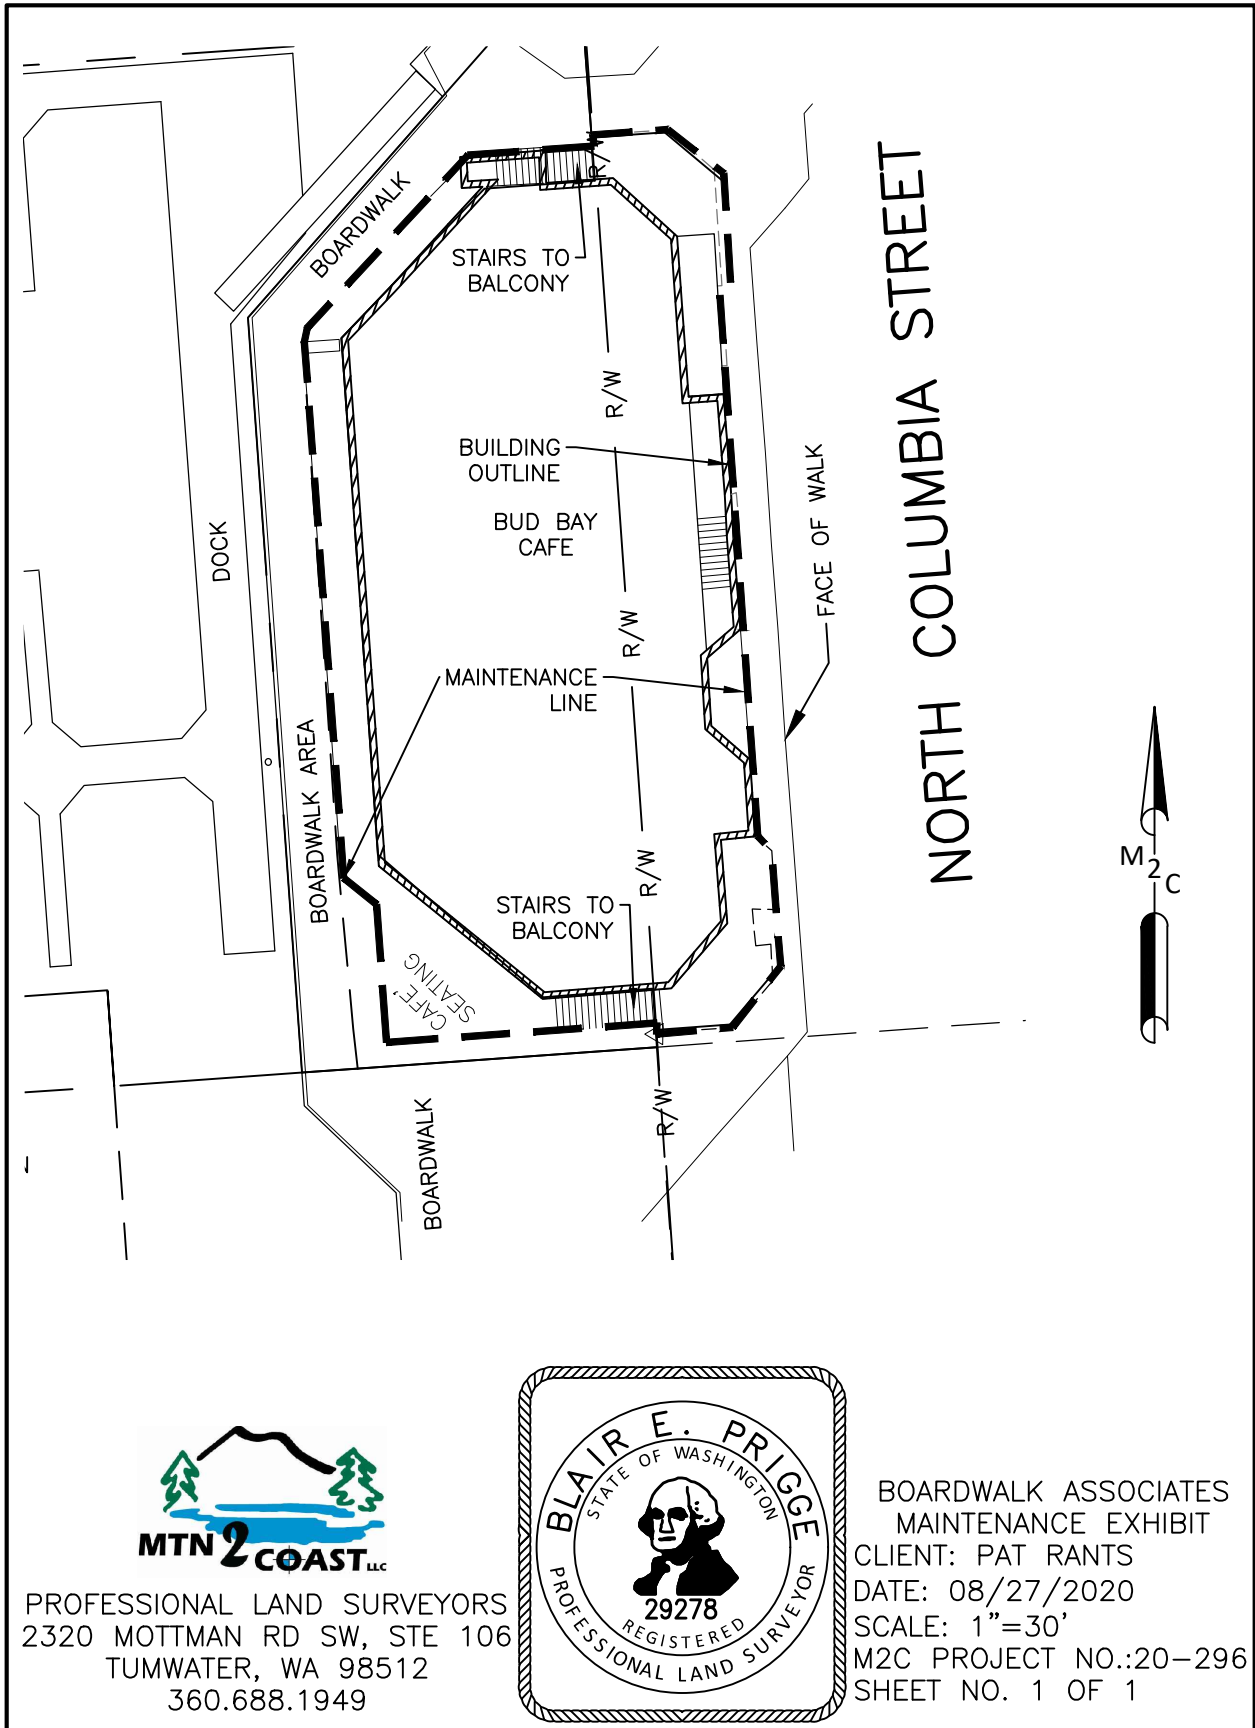 BOARDWALK
STAIRS TO
BALCONY
R/
R/W
BUILDING
OUTLINE
BUD BAY
CAFE
DOCK
FACE OF WALK
NORTH COLUMBIA STREET
R/W
MAINTENANCE
LINE
BOARDWALK AREA
R/W
STAIRS TO
BALCONY
CAFE'
SEATING
R/W
BOARDWALK
M2C
MTN 2 COAST LLC
PROFESSIONAL LAND SURVEYORS
2320 MOTTMAN RD SW, STE 106
TUMWATER, WA 98512
360.688.1949
BLAIR E. PRIGGE
STATE OF WASHINGTON
29278
REGISTERED
PROFESSIONAL LAND SURVEYOR
BOARDWALK ASSOCIATES
MAINTENANCE EXHIBIT
CLIENT: PAT RANTS
DATE: 08/27/2020
SCALE: 1"=30'
M2C PROJECT NO.:20-296
SHEET NO. 1 OF 1